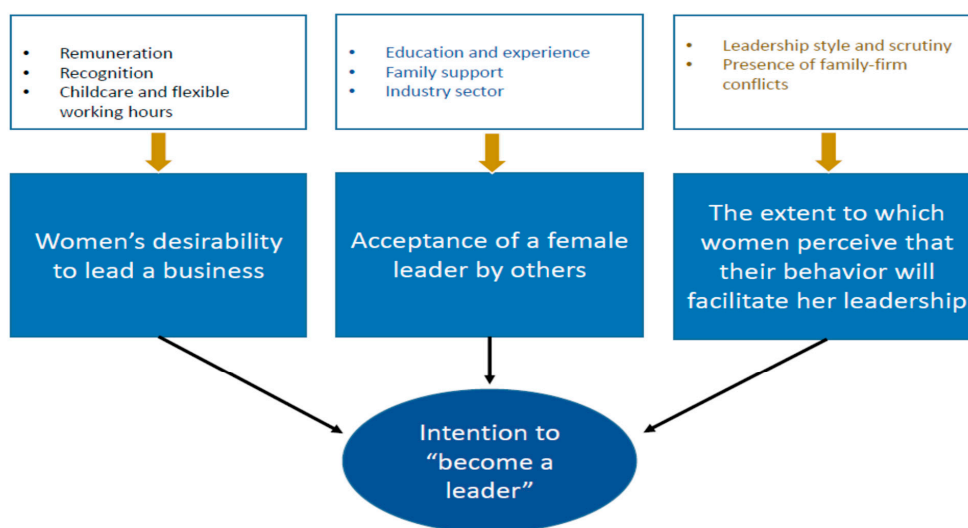 • Remuneration
• Recognition
• Childcare and flexible
working hours
• Education and experience
• Family support
• Industry sector
• Leadership style and scrutiny
• Presence of family-firm
conflicts
Women’s desirability
to lead a business
Acceptance of a female
leader by others
The extent to which
women perceive that
their behavior will
facilitate her leadership
Intention to
“become a
leader”